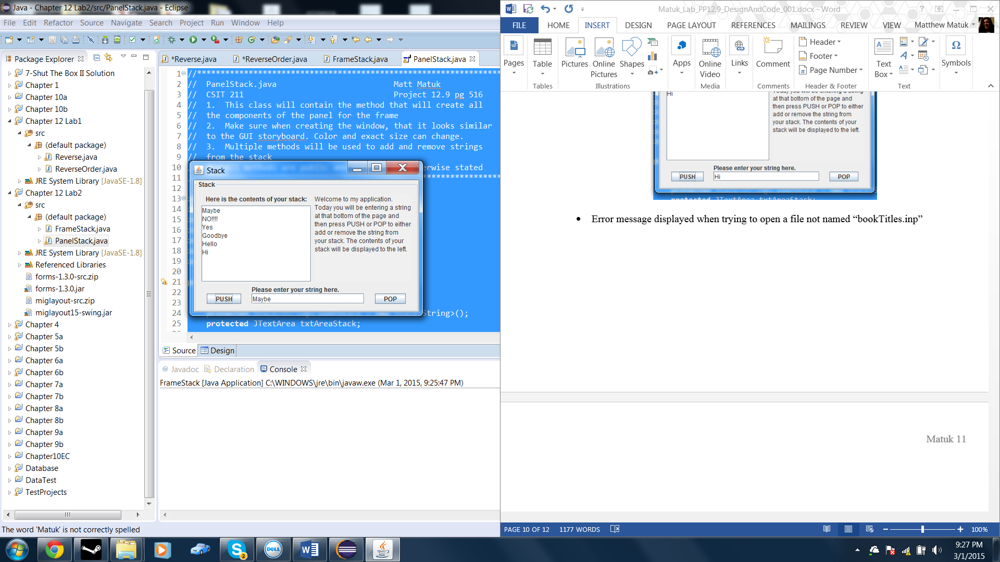 Java - Chapter 12 Lab2/src/PanelStack.java - Eclipse
File Edit Refactor Source Navigate Search Project Run Window Help
Package Explorer
7-Shut The Box II Solution
Chapter 1
Chapter 10a
Chapter 10b
Chapter 12 Lab1
src
(default package)
Reverse.java
ReverseOrder.java
JRE System Library [JavaSE-1.8]
Chapter 12 Lab2
src
(default package)
FrameStack.java
PanelStack.java
JRE System Library [JavaSE-1.8]
Referenced Libraries
forms-1.3.0-src.zip
forms-1.3.0.jar
miglayout-src.zip
miglayout15-swing.jar
Chapter 4
Chapter 5a
Chapter 5b
Chapter 6a
Chapter 6b
Chapter 7a
Chapter 7b
Chapter 8a
Chapter 8b
Chapter 9a
Chapter 9b
Chapter10EC
Database
DataTest
TestProjects
*Reverse.java *ReverseOrder.java FrameStack.java PanelStack.java
1 //*****************************************************************
2 // PanelStack.java Matt Matuk
3 // CSIT 211 Project 12.9 pg 516
4 // 1. This class will contain the method that will create all
5 // the components of the panel for the frame
6 // 2. Make sure when creating the window, that it looks similar
7 // to the GUI storyboard. Color and exact size can change.
8 // 3. Multiple methods will be used to add and remove strings
9 // from the stack
10 methods are public erwise stated
11 *****************
12
13
14
15
16
17
18
19
20
21
22
23
24 String>();
25 protected JTextArea txtAreaStack;
Stack
Stack
Here is the contents of your stack:
Maybe
NO!!!!
Yes
Goodbye
Hello
Hi
Welcome to my application.
Today you will be entering a string
at that bottom of the page and
then press PUSH or POP to either
add or remove the string from
your stack. The contents of your
stack will be displayed to the left.
Please enter your string here.
PUSH Maybe POP
Source Design
@ Javadoc Declaration Console
FrameStack [Java Application] C:\WINDOWS\jre\bin\javaw.exe (Mar 1, 2015, 9:25:47 PM)
The word 'Matuk' is not correctly spelled
Matuk_Lab_PP12.9_DesignAndCode_001.docx - Word
FILE HOME INSERT DESIGN PAGE LAYOUT REFERENCES MAILINGS REVIEW VIEW Matthew Matuk
Pages
Table
Pictures
Online Pictures
Shapes
Apps
Online Video
Links
Comment
Header
Footer
Page Number
Text Box
Symbols
Tables Illustrations Media Comments Header & Footer Text
Hi
Today you will be entering a string
at that bottom of the page and
then press PUSH or POP to either
add or remove the string from
your stack. The contents of your
stack will be displayed to the left.
Please enter your string here.
PUSH Hi POP
protected JTextArea txtAreaStack;
• Error message displayed when trying to open a file not named “bookTitles.inp”
Matuk 11
PAGE 10 OF 12 1177 WORDS 100%
2
DELL
9:27 PM
3/1/2015